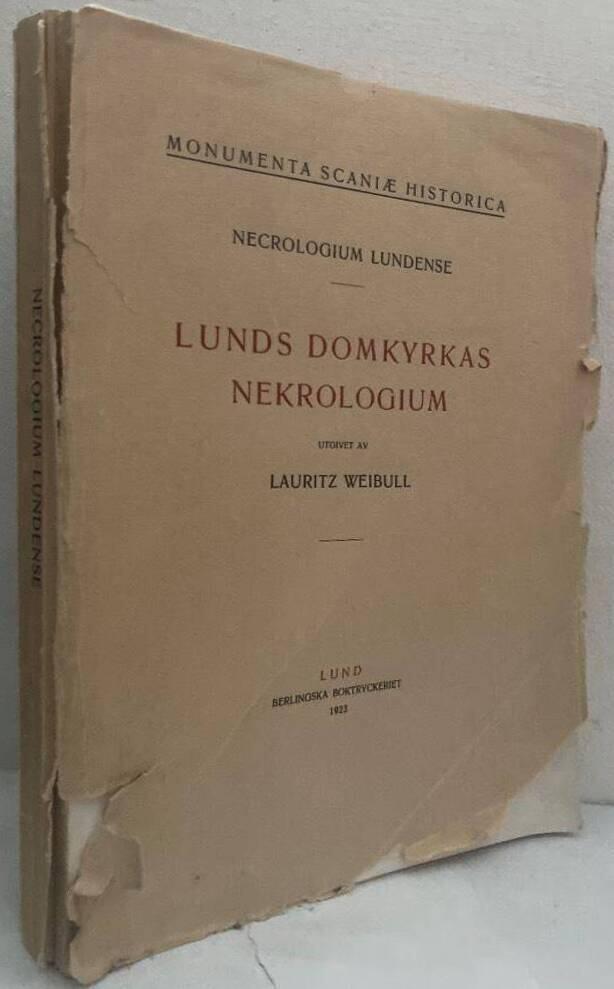 MONUMENTA SCANIÆ HISTORICA
NECROLOGIUM LUNDENSE
LUNDS DOMKYRKAS
NEKROLOGIUM
UTGIVET AV
LAURITZ WEIBULL
LUND
BERLINGSKA BOKTRYCKERIET
1923
NECROLOGIUM LUNDENSE